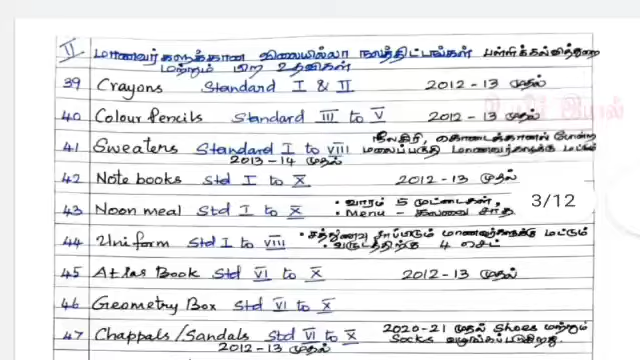 II மாணவர்களுக்கான விலையில்லா நலத்திட்டங்கள் பள்ளிக்கல்வித்துறை
மற்றும் பிற உதவிகள்
39 Crayons Standard I & II 2012-13 முதல்
40 Colour Pencils Standard III to V 2012-13 முதல்
41 Sweaters Standard I to VIII நீலகிரி, கொடைக்கானல் போன்ற
2013-14 முதல் மலைப்பகுதி மாணவர்களுக்கு மட்டும்
42 Note books Std I to X 2012-13 முதல்
43 Noon meal Std I to X • வாரம் 5 முட்டைகள்,
• Menu - கலவை சாத
3/12
44 Uniform Std I to VIII • சத்துணவு சாப்பிடும் மாணவர்களுக்கு மட்டும்
• வருடத்திற்கு 4 செட்
45 Atlas Book Std VI to X 2012-13 முதல்
46 Geometry Box Std VI to X
47 Chappals/Sandals Std VI to X 2020-21 முதல் Shoes மற்றும்
2012-13 முதல் Socks வழங்கப்படுகிறது.